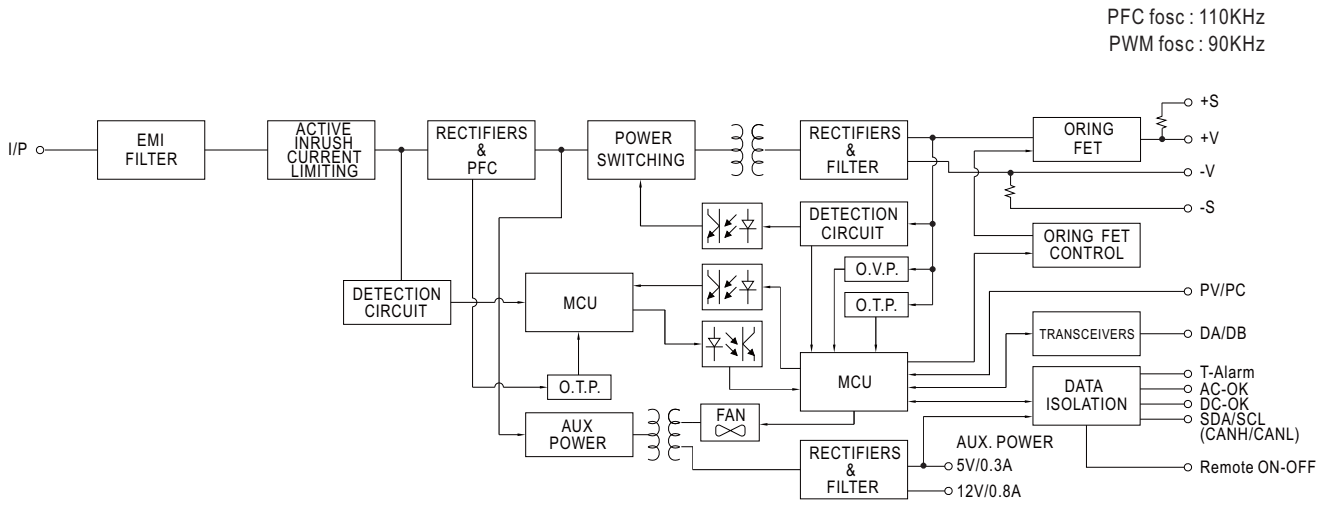 PFC fosc : 110KHz
PWM fosc : 90KHz
I/P
EMI
FILTER
ACTIVE
INRUSH
CURRENT
LIMITING
RECTIFIERS
&
PFC
POWER
SWITCHING
RECTIFIERS
&
FILTER
ORING
FET
+S
+V
-V
-S
DETECTION
CIRCUIT
ORING FET
CONTROL
O.V.P.
O.T.P.
DETECTION
CIRCUIT
MCU
PV/PC
TRANSCEIVERS
DA/DB
O.T.P.
MCU
DATA
ISOLATION
T-Alarm
AC-OK
DC-OK
SDA/SCL
(CANH/CANL)
AUX
POWER
FAN
RECTIFIERS
&
FILTER
AUX. POWER
5V/0.3A
12V/0.8A
Remote ON-OFF